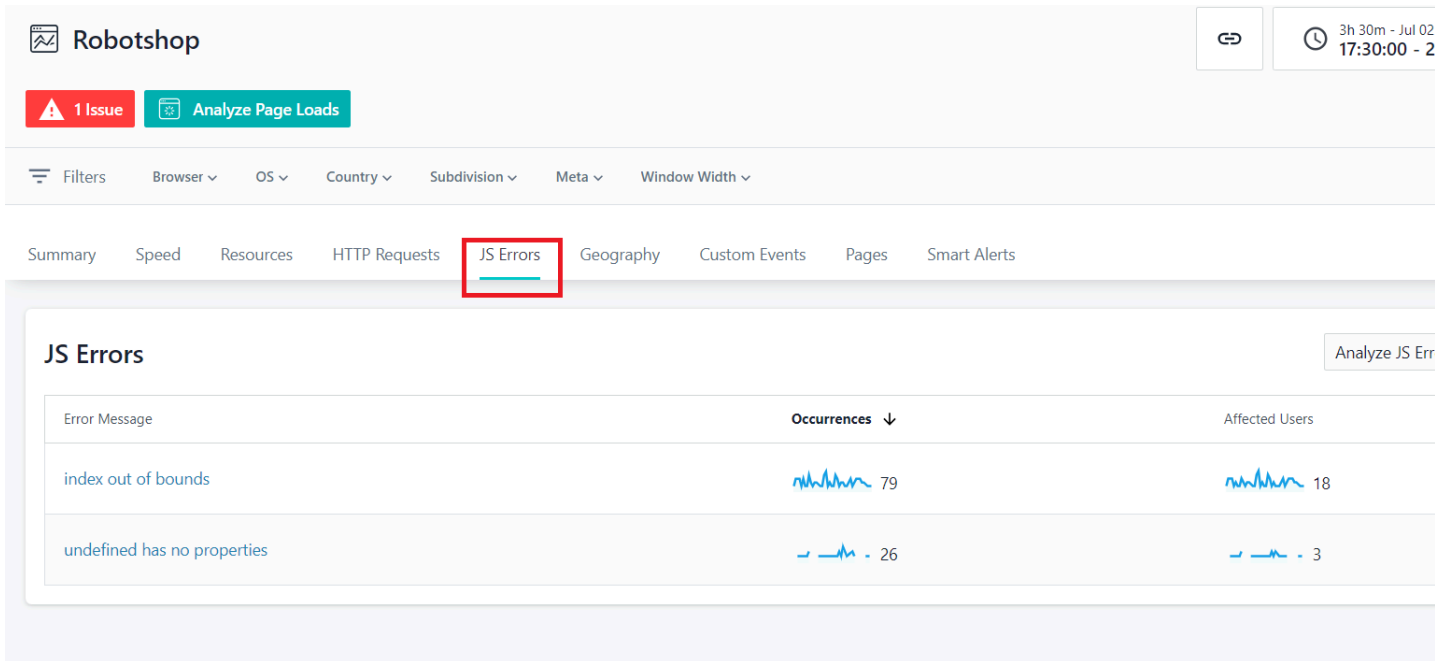 Robotshop
3h 30m - Jul 02
17:30:00 - 2
1 Issue
Analyze Page Loads
Filters Browser OS Country Subdivision Meta Window Width
Summary Speed Resources HTTP Requests JS Errors Geography Custom Events Pages Smart Alerts
JS Errors
Analyze JS Err
Error Message Occurrences Affected Users
index out of bounds 79 18
undefined has no properties 26 3